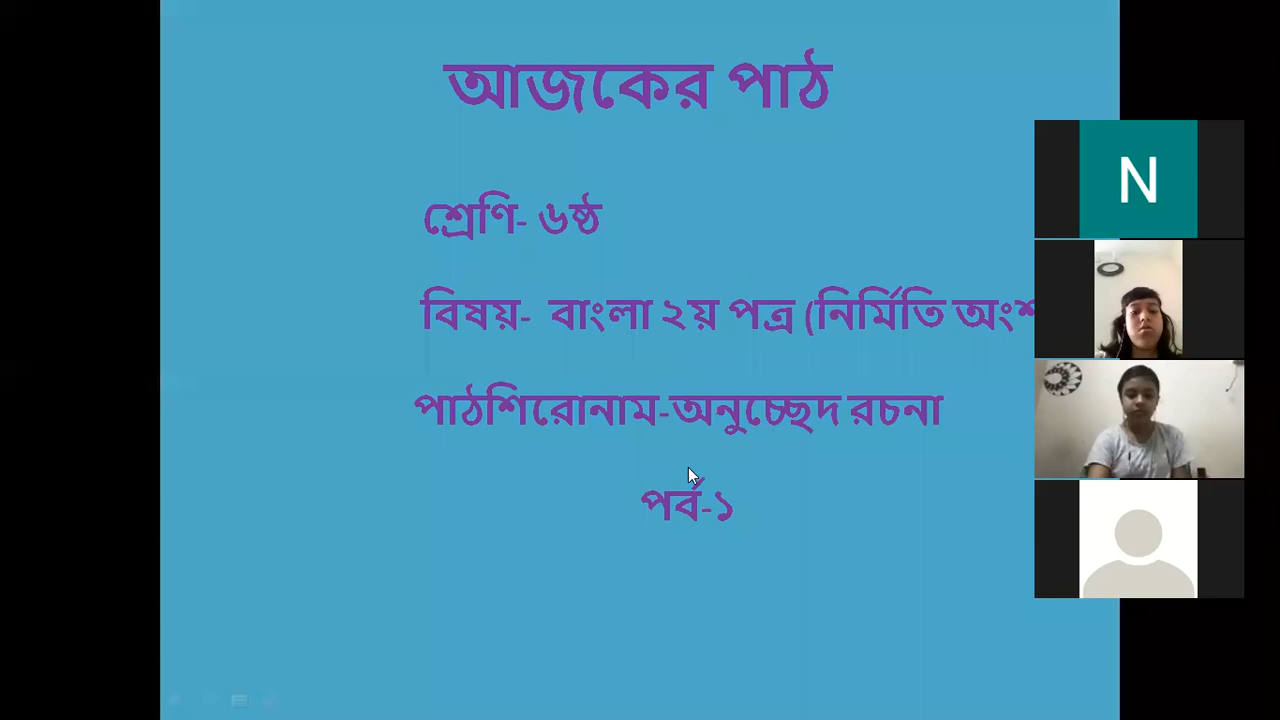 আজকের পাঠ
শ্রেণি- ৬ষ্ঠ
বিষয়- বাংলা ২য় পত্র (নির্মিতি
পাঠশিরোনাম-অনুচ্ছেদ রচনা
পর্ব-১
N